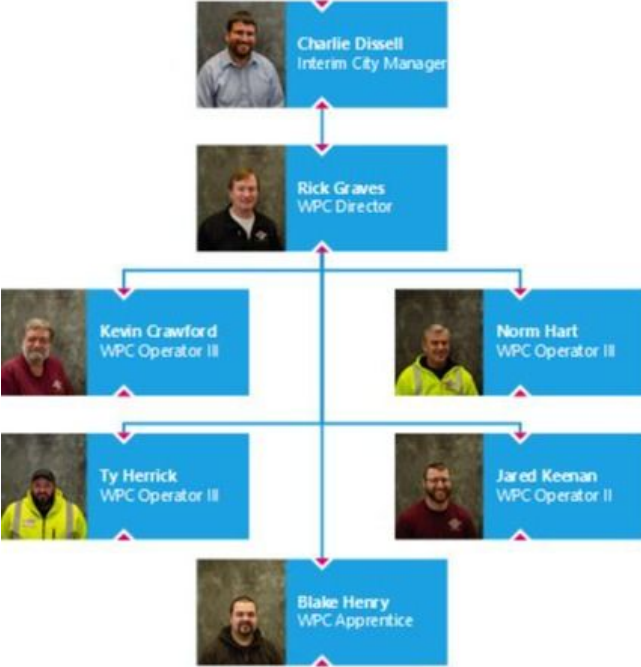 Charlie Dissell
Interim City Manager
Rick Graves
WPC Director
Kevin Crawford
WPC Operator III
Norm Hart
WPC Operator III
Ty Herrick
WPC Operator III
Jared Keenan
WPC Operator II
Blake Henry
WPC Apprentice